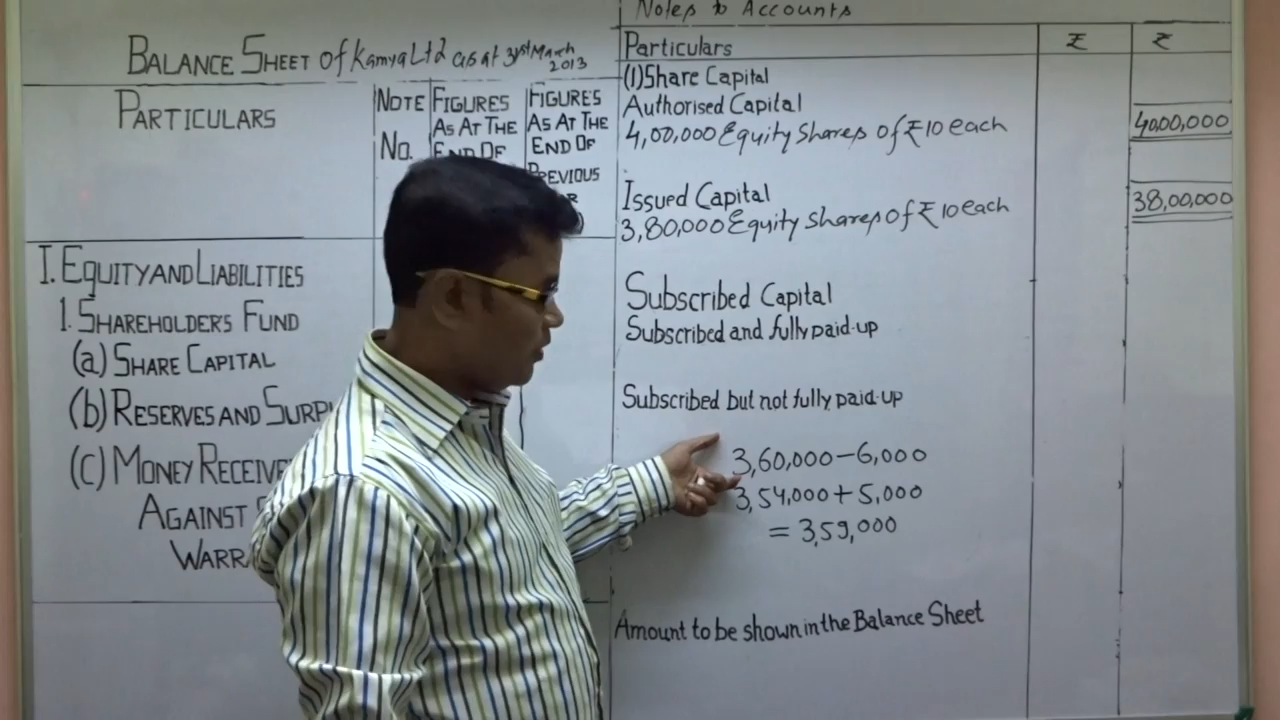 BALANCE SHEET of Kamya Ltd as at 31st March 2013
PARTICULARS
NOTE NO.
FIGURES AS AT THE END OF
FIGURES AS AT THE END OF PREVIOUS
I. EQUITY AND LIABILITIES
1. SHAREHOLDER'S FUND
(a) SHARE CAPITAL
(b) RESERVES AND
(C) MONEY
AGAINST
Notes to Accounts
Particulars ₹ ₹
(1) Share Capital
Authorised Capital
4,00,000 Equity Shares of ₹10 each 40,00,000
Issued Capital
3,80,000 Equity Shares of ₹10 each 38,00,000
Subscribed Capital
Subscribed and fully paid-up
Subscribed but not fully paid-up
3,60,000-6,000
3,54,000+5,000
=3,59,000
Amount to be shown in the Balance Sheet